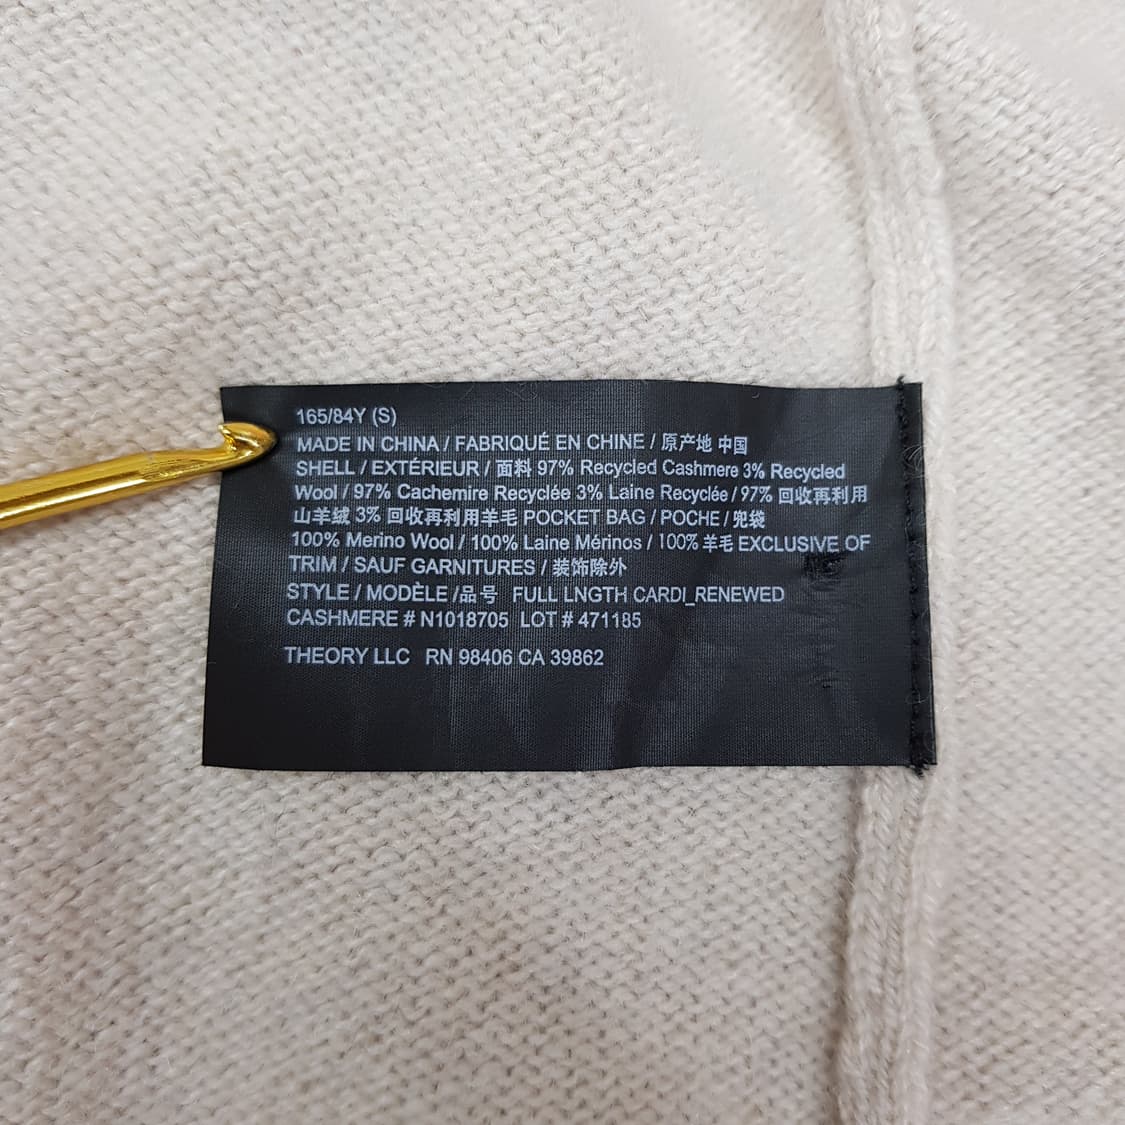 165/84Y (S)
MADE IN CHINA / FABRIQUÉ EN CHINE / 原产地 中国
SHELL / EXTÉRIEUR / 面料 97% Recycled Cashmere 3% Recycled
Wool / 97% Cachemire Recyclée 3% Laine Recyclée / 97% 回收再利用
山羊绒 3% 回收再利用羊毛 POCKET BAG / POCHE / 兜袋
100% Merino Wool / 100% Laine Mérinos / 100% 羊毛 EXCLUSIVE OF
TRIM / SAUF GARNITURES / 装饰除外
STYLE / MODÈLE /品号 FULL LNGTH CARDI_RENEWED
CASHMERE # N1018705 LOT # 471185
THEORY LLC RN 98406 CA 39862